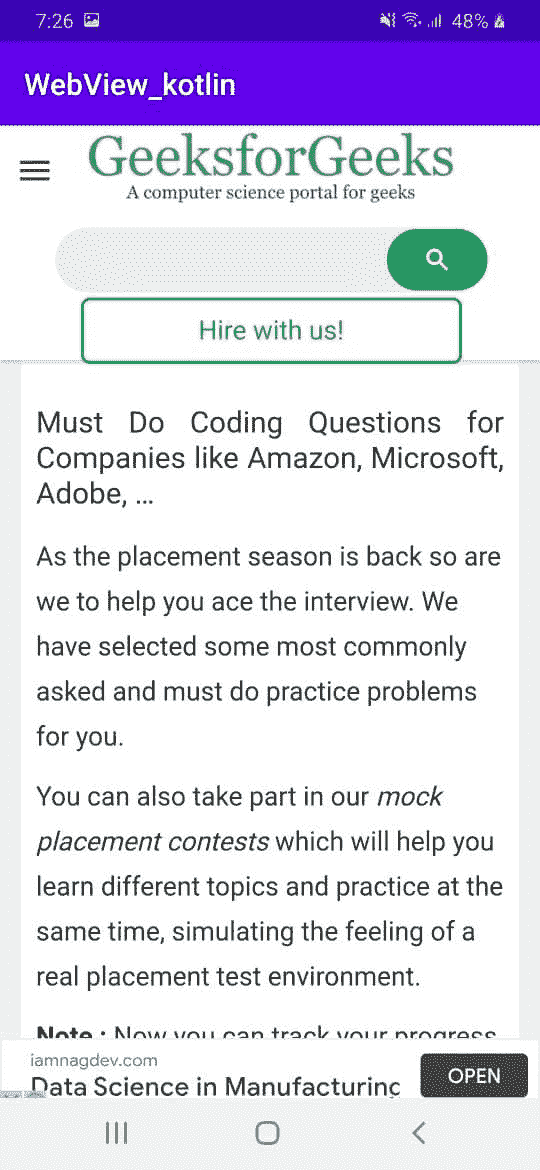 7:26 48%
WebView_kotlin
GeeksforGeeks
A computer science portal for geeks
Hire with us!
Must Do Coding Questions for
Companies like Amazon, Microsoft,
Adobe, ...
As the placement season is back so are
we to help you ace the interview. We
have selected some most commonly
asked and must do practice problems
for you.
You can also take part in our mock
placement contests which will help you
learn different topics and practice at the
same time, simulating the feeling of a
real placement test environment.
Note : Now you can track your progress
iamnagdev.com
Data Science in Manufacturing
OPEN